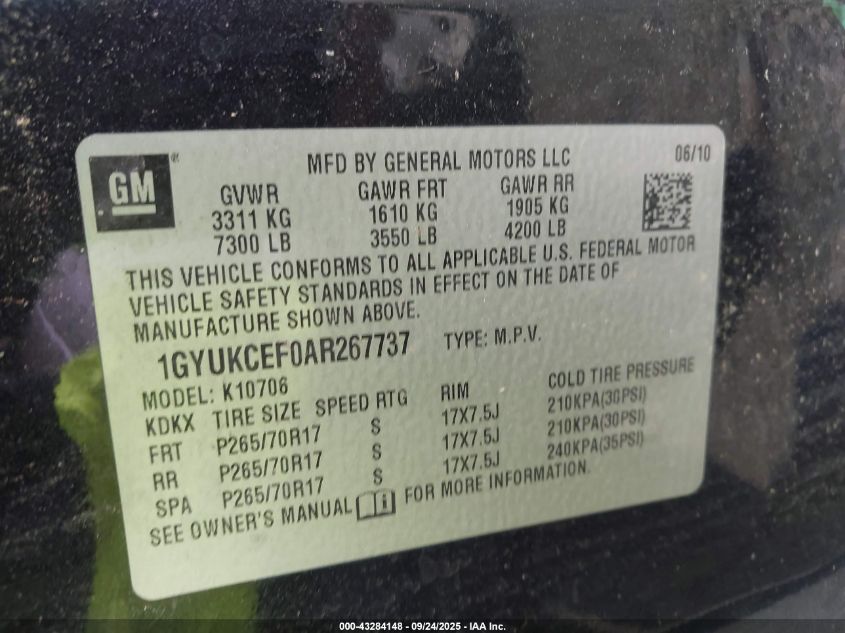 GM
MFD BY GENERAL MOTORS LLC 06/10
GVWR GAWR FRT GAWR RR
3311 KG 1610 KG 1905 KG
7300 LB 3550 LB 4200 LB
THIS VEHICLE CONFORMS TO ALL APPLICABLE U.S. FEDERAL MOTOR
VEHICLE SAFETY STANDARDS IN EFFECT ON THE DATE OF
MANUFACTURE SHOWN ABOVE.
1GYUKCEF0AR267737 TYPE: M.P.V.
MODEL: K10706
KDKX TIRE SIZE SPEED RTG RIM COLD TIRE PRESSURE
FRT P265/70R17 S 17X7.5J 210KPA(30PSI)
RR P265/70R17 S 17X7.5J 210KPA(30PSI)
SPA P265/70R17 S 17X7.5J 240KPA(35PSI)
SEE OWNER'S MANUAL FOR MORE INFORMATION.
000-43284148 - 09/24/2025 - IAA Inc.